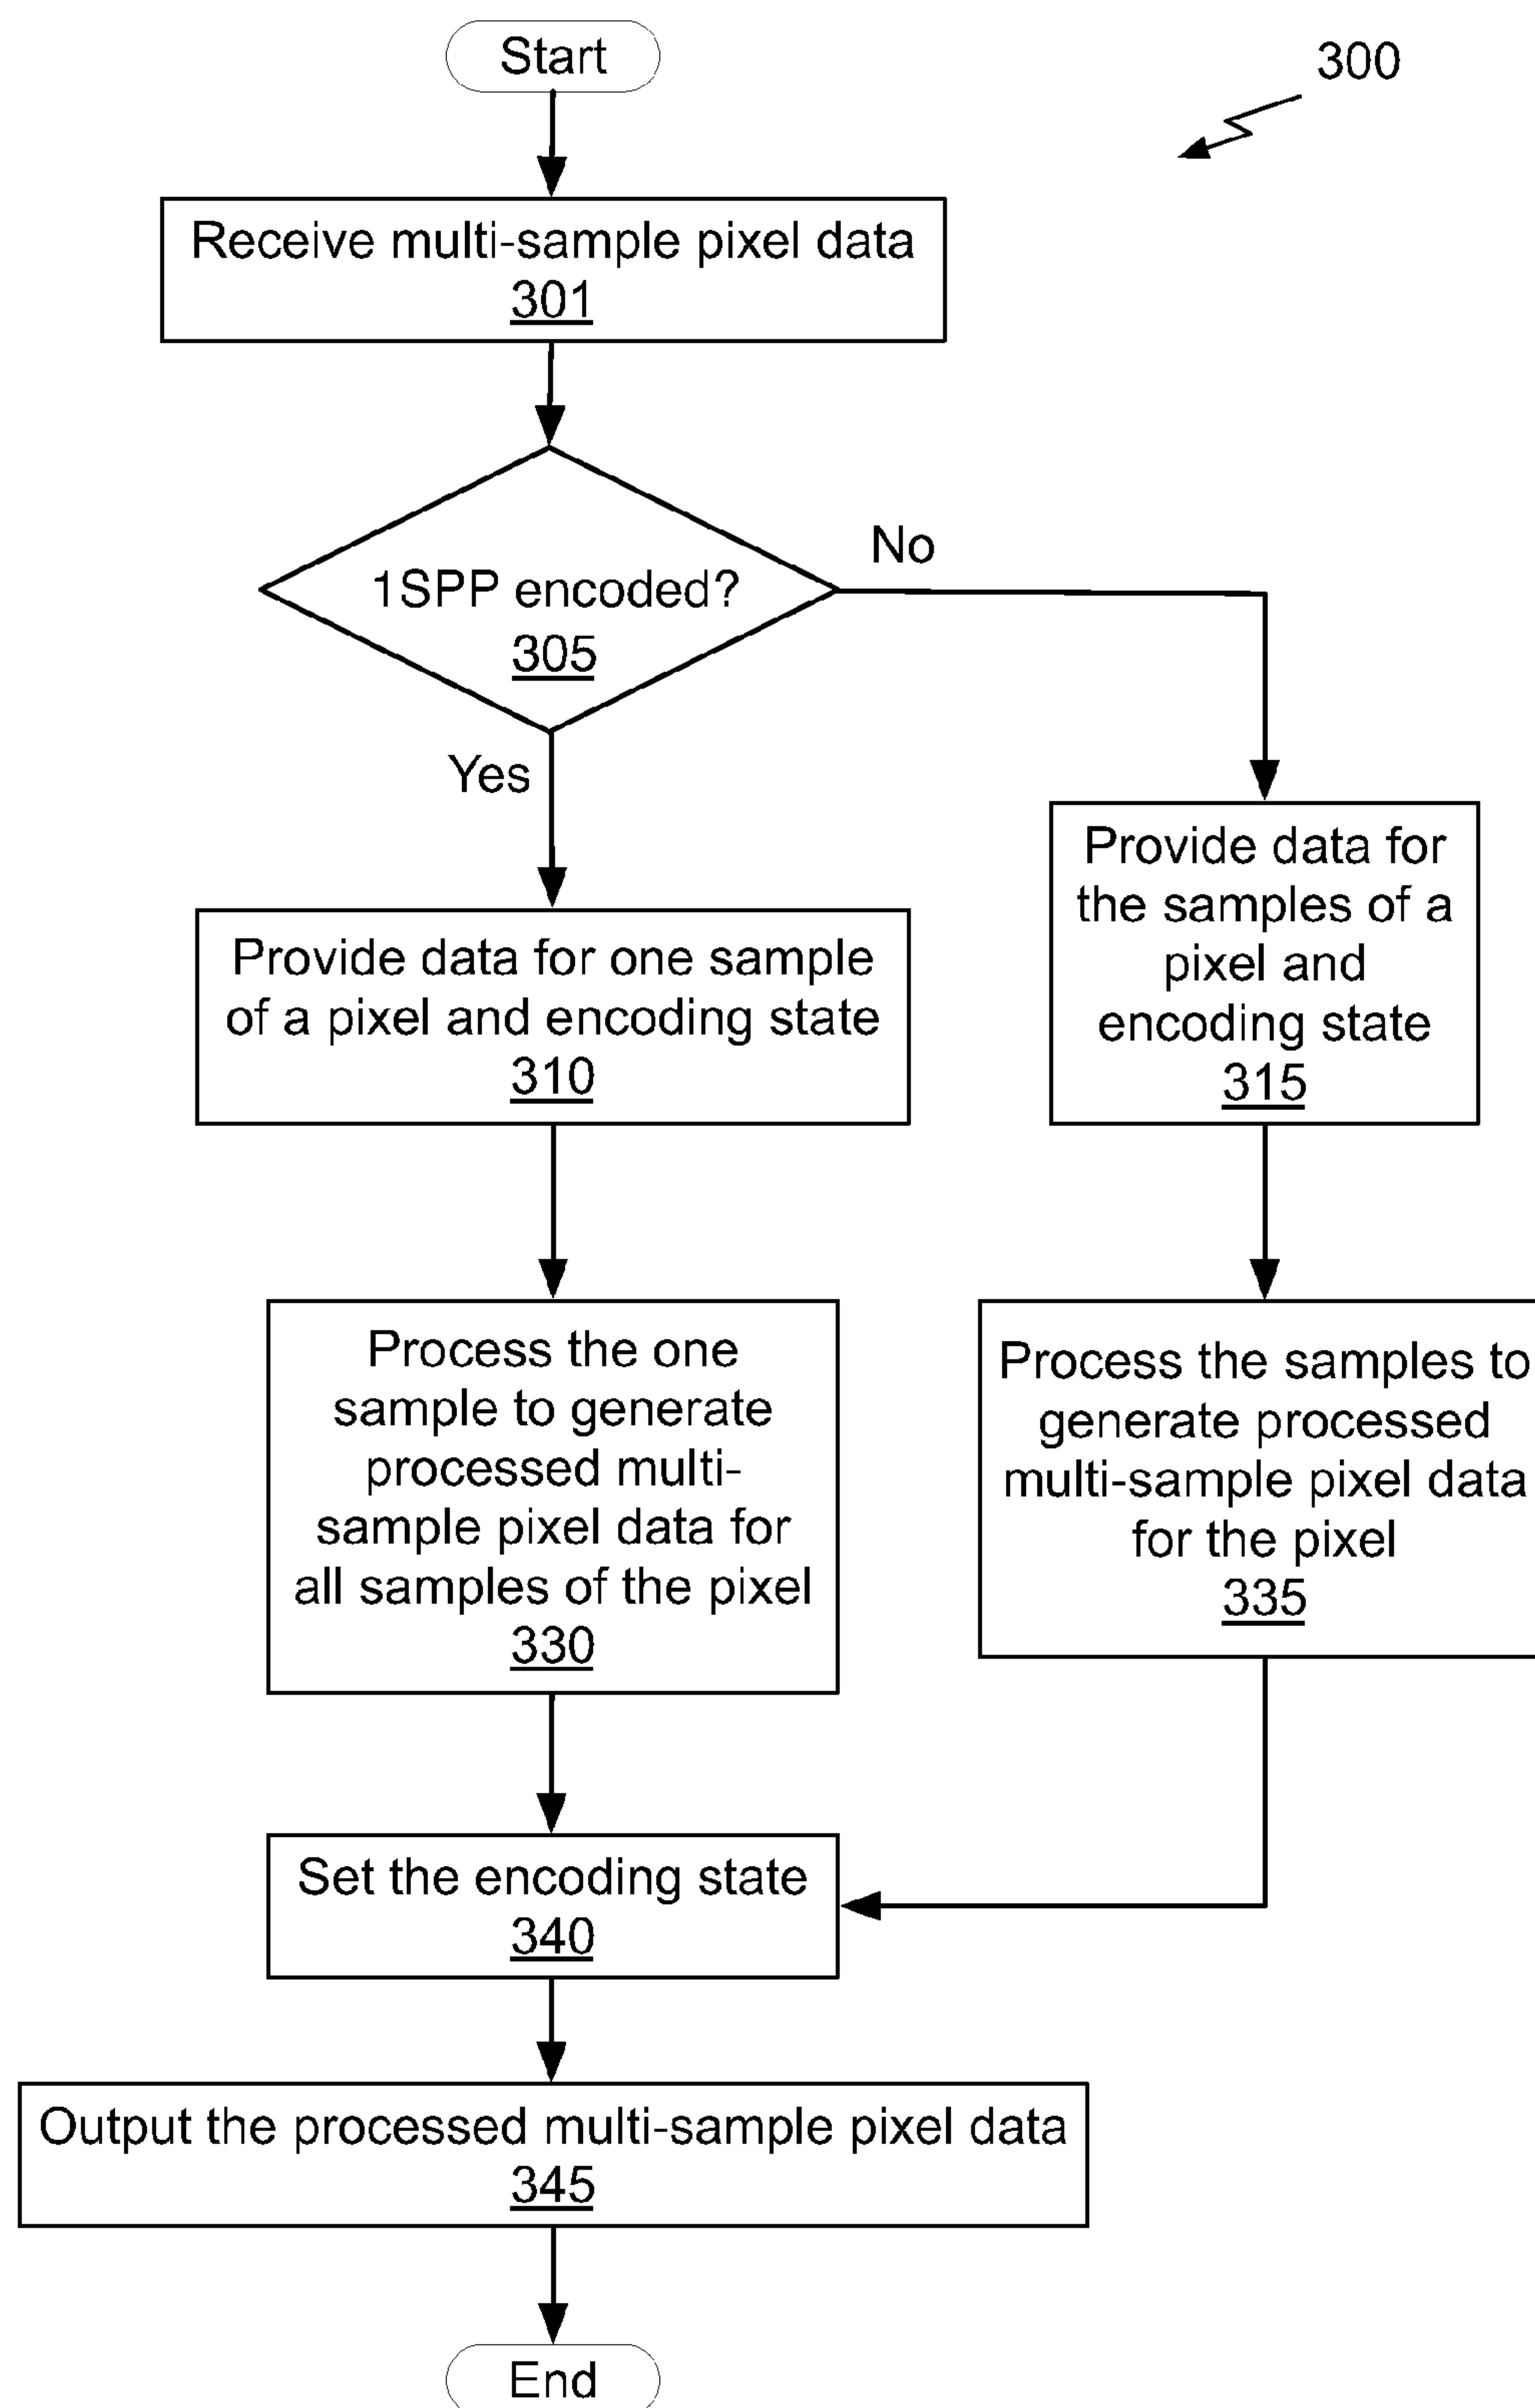 Start
300
Receive multi-sample pixel data
301
1SPP encoded?
305
No
Yes
Provide data for one sample
of a pixel and encoding state
310
Provide data for
the samples of a
pixel and
encoding state
315
Process the one
sample to generate
processed multi-
sample pixel data for
all samples of the pixel
330
Process the samples to
generate processed
multi-sample pixel data
for the pixel
335
Set the encoding state
340
Output the processed multi-sample pixel data
345
End